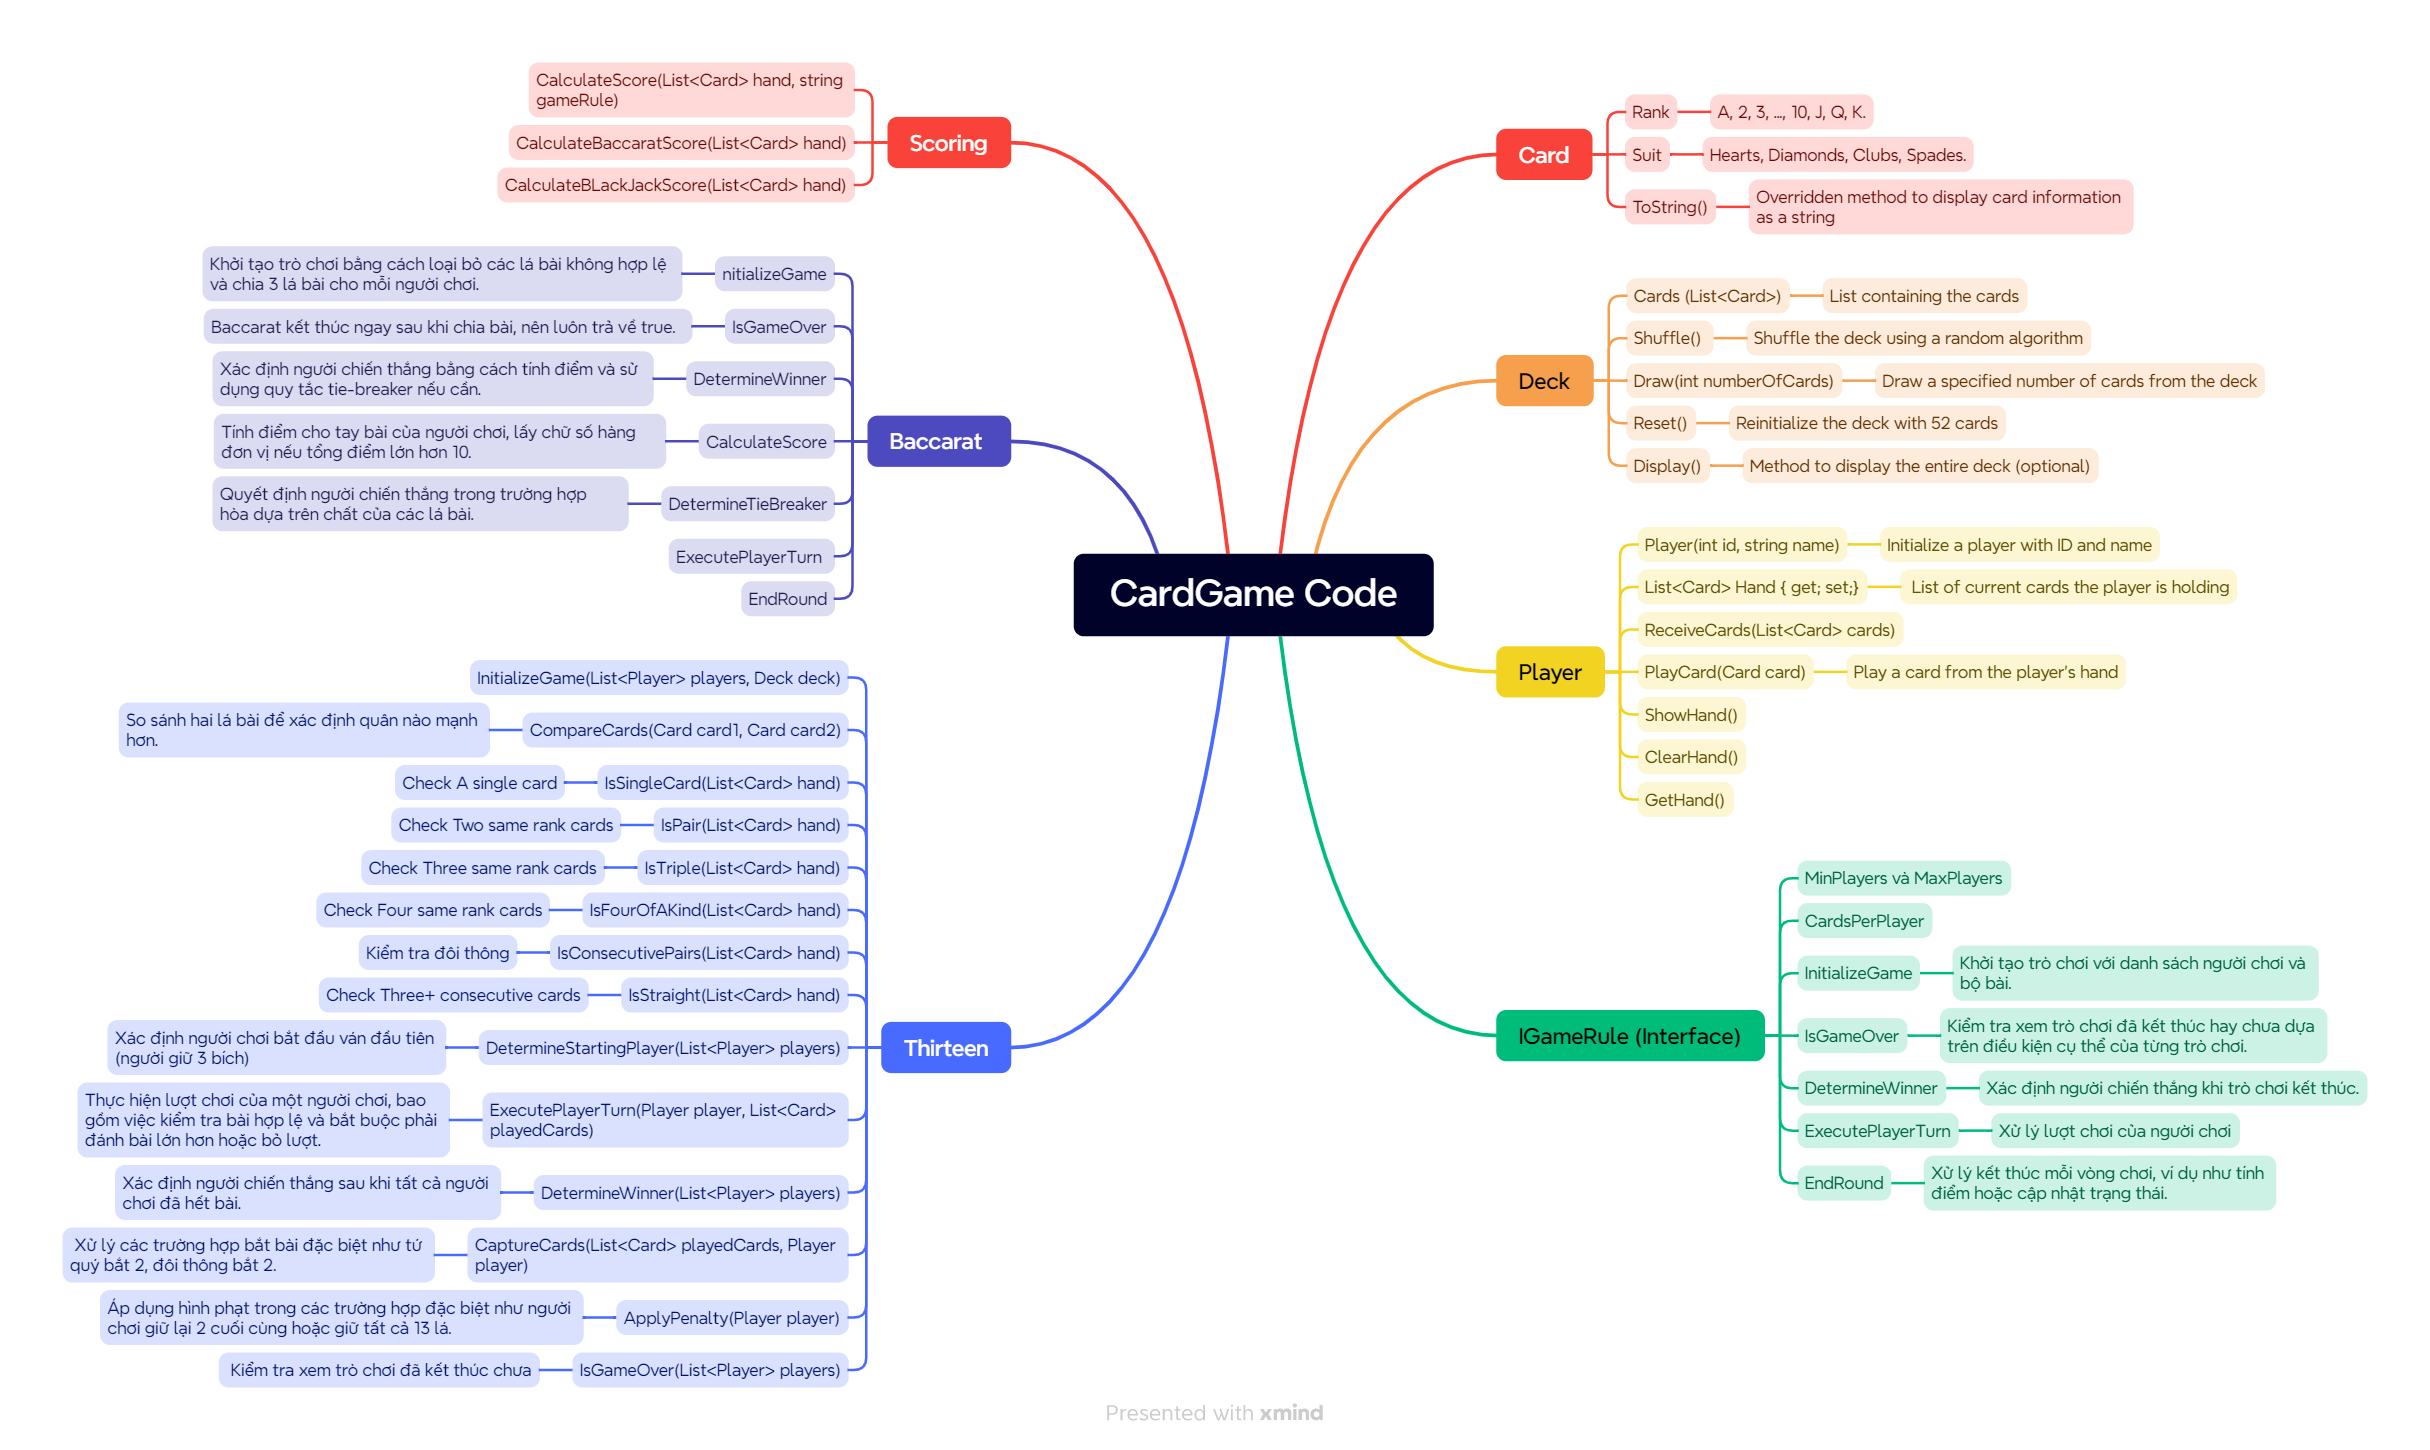 CardGame Code
Card
Rank
A, 2, 3, ..., 10, J, Q, K.
Suit
Hearts, Diamonds, Clubs, Spades.
ToString()
Overridden method to display card information
as a string
Deck
Cards (List<Card>)
List containing the cards
Shuffle()
Shuffle the deck using a random algorithm
Draw(int numberOfCards)
Draw a specified number of cards from the deck
Reset()
Reinitialize the deck with 52 cards
Display()
Method to display the entire deck (optional)
Player
Player(int id, string name)
Initialize a player with ID and name
List<Card> Hand { get; set;}
List of current cards the player is holding
ReceiveCards(List<Card> cards)
PlayCard(Card card)
Play a card from the player's hand
ShowHand()
ClearHand()
GetHand()
IGameRule (Interface)
MinPlayers và MaxPlayers
CardsPerPlayer
InitializeGame
Khởi tạo trò chơi với danh sách người chơi và
bộ bài.
IsGameOver
Kiểm tra xem trò chơi đã kết thúc hay chưa dựa
trên điều kiện cụ thể của từng trò chơi.
DetermineWinner
Xác định người chiến thắng khi trò chơi kết thúc.
ExecutePlayerTurn
Xử lý lượt chơi của người chơi
EndRound
Xử lý kết thúc mỗi vòng chơi, ví dụ như tính
điểm hoặc cập nhật trạng thái.
Scoring
CalculateScore(List<Card> hand, string
gameRule)
CalculateBaccaratScore(List<Card> hand)
CalculateBLackJackScore(List<Card> hand)
Baccarat
nitializeGame
Khởi tạo trò chơi bằng cách loại bỏ các lá bài không hợp lệ
và chia 3 lá bài cho mỗi người chơi.
IsGameOver
Baccarat kết thúc ngay sau khi chia bài, nên luôn trả về true.
DetermineWinner
Xác định người chiến thắng bằng cách tính điểm và sử
dụng quy tắc tie-breaker nếu cần.
CalculateScore
Tính điểm cho tay bài của người chơi, lấy chữ số hàng
đơn vị nếu tổng điểm lớn hơn 10.
DetermineTieBreaker
Quyết định người chiến thắng trong trường hợp
hòa dựa trên chất của các lá bài.
ExecutePlayerTurn
EndRound
Thirteen
InitializeGame(List<Player> players, Deck deck)
CompareCards(Card card1, Card card2)
So sánh hai lá bài để xác định quân nào mạnh
hơn.
IsSingleCard(List<Card> hand)
Check A single card
IsPair(List<Card> hand)
Check Two same rank cards
IsTriple(List<Card> hand)
Check Three same rank cards
IsFourOfAKind(List<Card> hand)
Check Four same rank cards
IsConsecutivePairs(List<Card> hand)
Kiểm tra đôi thông
IsStraight(List<Card> hand)
Check Three+ consecutive cards
DetermineStartingPlayer(List<Player> players)
Xác định người chơi bắt đầu ván đầu tiên
(người giữ 3 bích)
ExecutePlayerTurn(Player player, List<Card>
playedCards)
Thực hiện lượt chơi của một người chơi, bao
gồm việc kiểm tra bài hợp lệ và bắt buộc phải
đánh bài lớn hơn hoặc bỏ lượt.
DetermineWinner(List<Player> players)
Xác định người chiến thắng sau khi tất cả người
chơi đã hết bài.
CaptureCards(List<Card> playedCards, Player
player)
Xử lý các trường hợp bắt bài đặc biệt như tứ
quý bắt 2, đôi thông bắt 2.
ApplyPenalty(Player player)
Áp dụng hình phạt trong các trường hợp đặc biệt như người
chơi giữ lại 2 cuối cùng hoặc giữ tất cả 13 lá.
IsGameOver(List<Player> players)
Kiểm tra xem trò chơi đã kết thúc chưa
Presented with xmind